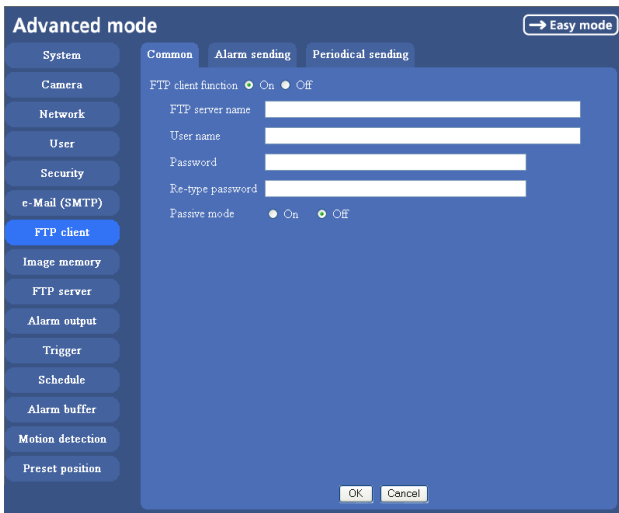 Advanced mode
→ Easy mode
System
Camera
Network
User
Security
e-Mail (SMTP)
FTP client
Image memory
FTP server
Alarm output
Trigger
Schedule
Alarm buffer
Motion detection
Preset position
Common Alarm sending Periodical sending
FTP client function On Off
FTP server name
User name
Password
Re-type password
Passive mode On Off
OK Cancel